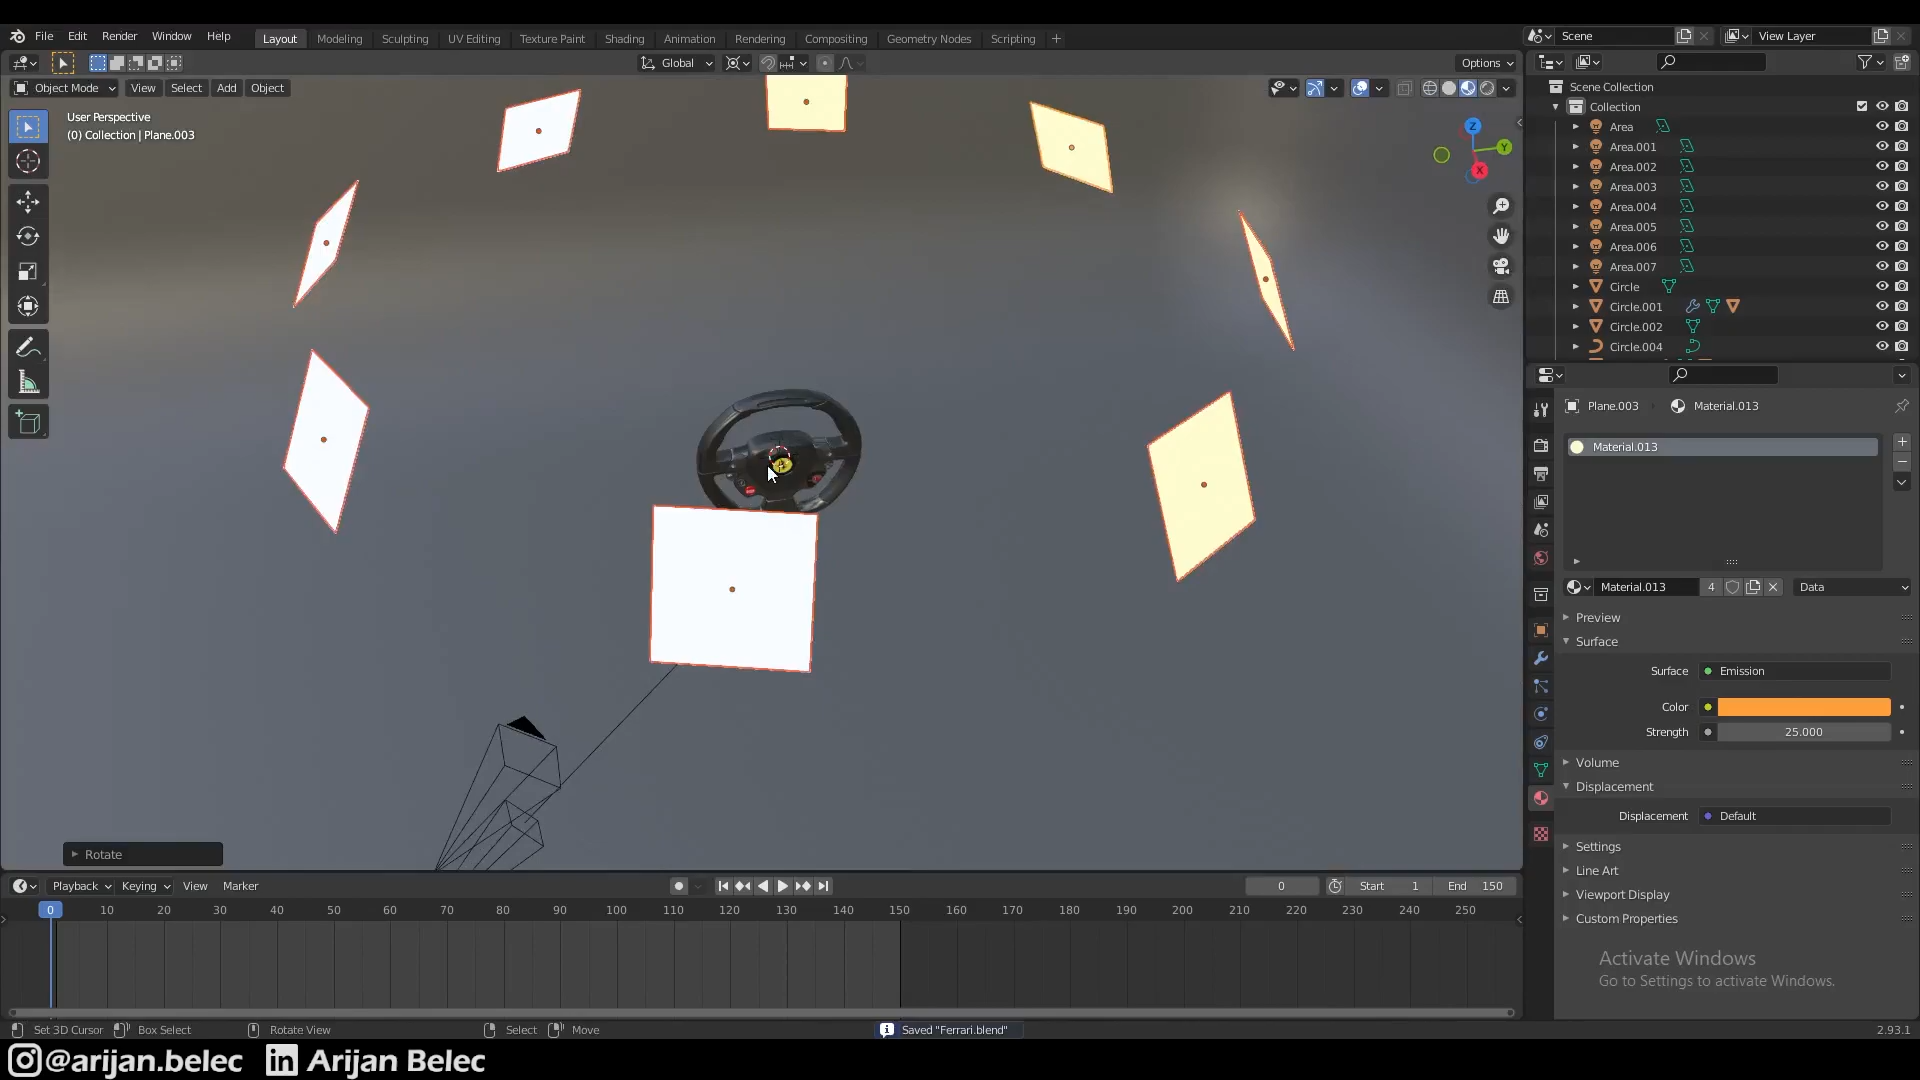 File Edit Render Window Help
Layout Modeling Sculpting UV Editing Texture Paint Shading Animation Rendering Compositing Geometry Nodes Scripting +
Scene
View Layer
Global
Options
Object Mode View Select Add Object
User Perspective
(0) Collection | Plane.003
Z
Y
X
Scene Collection
Collection
Area
Area.001
Area.002
Area.003
Area.004
Area.005
Area.006
Area.007
Circle
Circle.001
Circle.002
Circle.004
Plane.003 Material.013
Material.013
Material.013 4 Data
Preview
Surface
Surface Emission
Color
Strength 25.000
Volume
Displacement
Displacement Default
Settings
Line Art
Viewport Display
Custom Properties
Activate Windows
Go to Settings to activate Windows.
Rotate
Playback Keying View Marker
0 Start 1 End 150
0 10 20 30 40 50 60 70 80 90 100 110 120 130 140 150 160 170 180 190 200 210 220 230 240 250
Set 3D Cursor Box Select Rotate View Select Move Saved "Ferrari.blend" 2.93.1
@arijan.belec in Arijan Belec